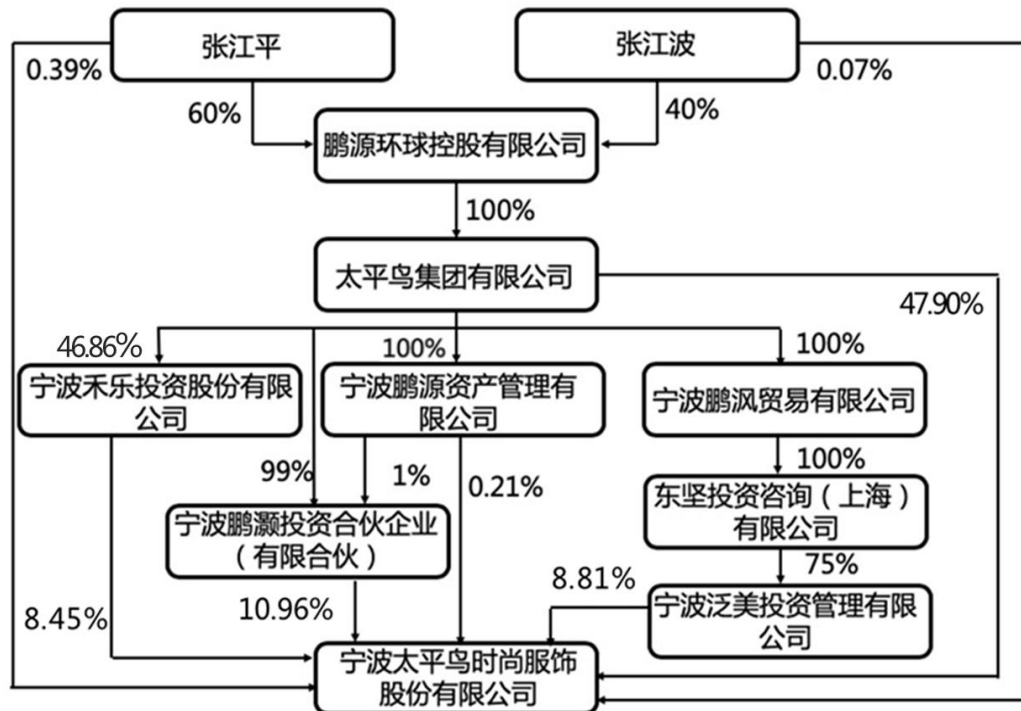 张江平
张江波
0.39%
0.07%
60%
40%
鹏源环球控股有限公司
100%
太平鸟集团有限公司
47.90%
46.86%
100%
100%
宁波禾乐投资股份有限
公司
宁波鹏源资产管理有
限公司
宁波鹏沨贸易有限公司
99%
1%
0.21%
100%
宁波鹏灏投资合伙企业
（有限合伙）
东坚投资咨询（上海）
有限公司
75%
8.81%
8.45%
10.96%
宁波泛美投资管理有限
公司
宁波太平鸟时尚服饰
股份有限公司